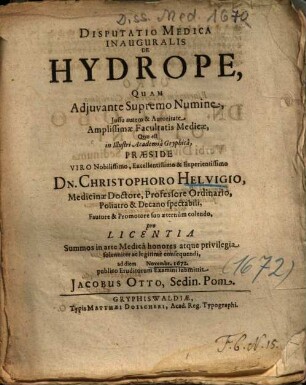 Diss. Med. 1670
Disputatio Medica
INAUGURALIS
DE
HYDROPE,
QUAM
Adjuvante Supremo Numine,
Jussu autem & Autoritate
Amplissimæ Facultatis Medicæ,
Quæ est
in Illustri Academiâ Gryphicâ,
PRÆSIDE
VIRO Nobilissimo, Excellentissimo & Experientissimo
DN. CHRISTOPHORO HELVIGIO,
Medicinæ Doctore, Professore Ordinario,
Poliatro & Decano spectabili,
Fautore & Promotore suo æternùm colendo,
pro
LICENTIA
Summos in arte Medicâ honores atque privilegia
solenniter ac legitimè consequendi,
ad diem Novembr. 1672.
publico Eruditorum Examini submittit
JACOBUS OTTO, Sedin. Pom.
(1672)
GRYPHISWALDIÆ,
Typis MATTHÆI DOISCHERI, Acad. Reg. Typographi.